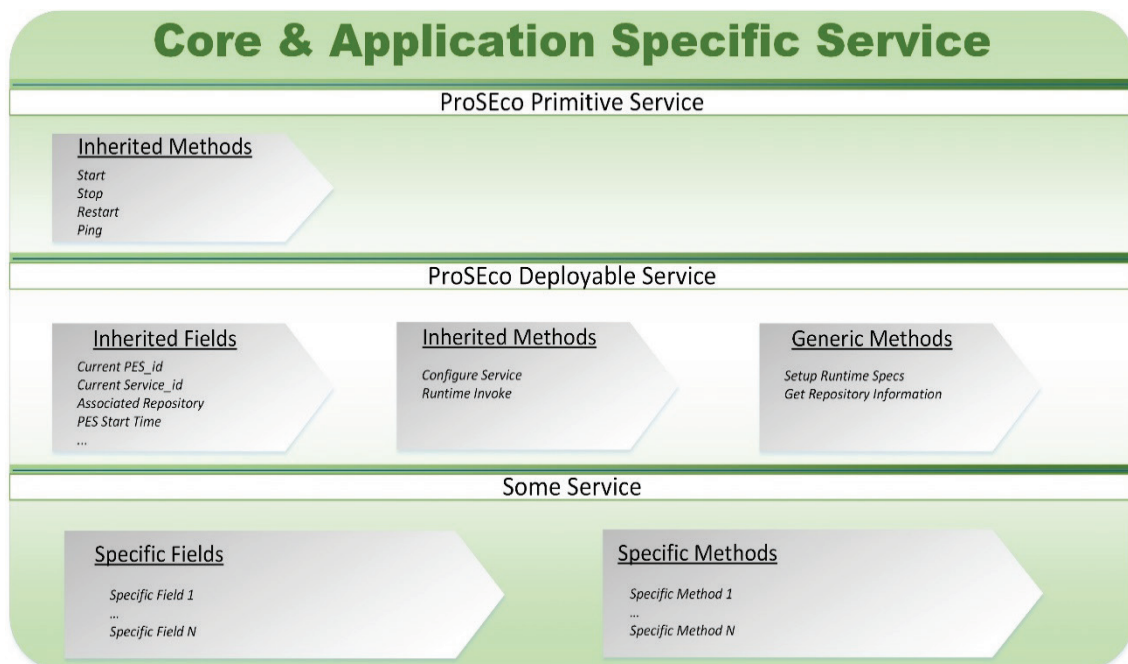 Core & Application Specific Service
ProSEco Primitive Service
Inherited Methods
Start
Stop
Restart
Ping
ProSEco Deployable Service
Inherited Fields
Current PES_id
Current Service_id
Associated Repository
PES Start Time
...
Inherited Methods
Configure Service
Runtime Invoke
Generic Methods
Setup Runtime Specs
Get Repository Information
Some Service
Specific Fields
Specific Field 1
...
Specific Field N
Specific Methods
Specific Method 1
...
Specific Method N